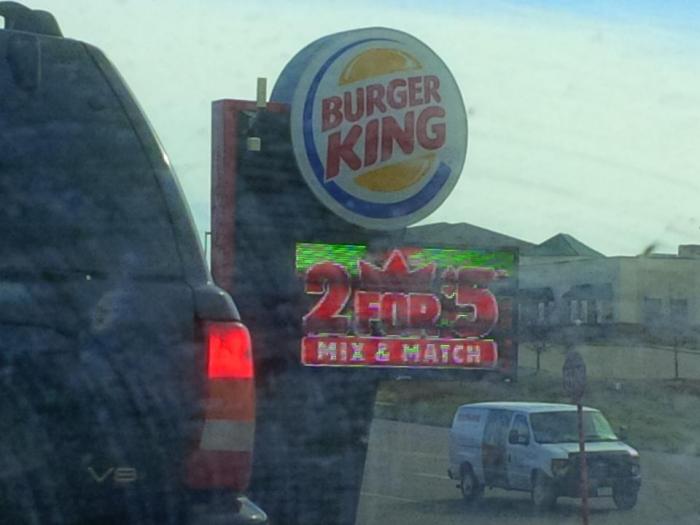 BURGER
KING
2 FOR $5
MIX & MATCH
V8